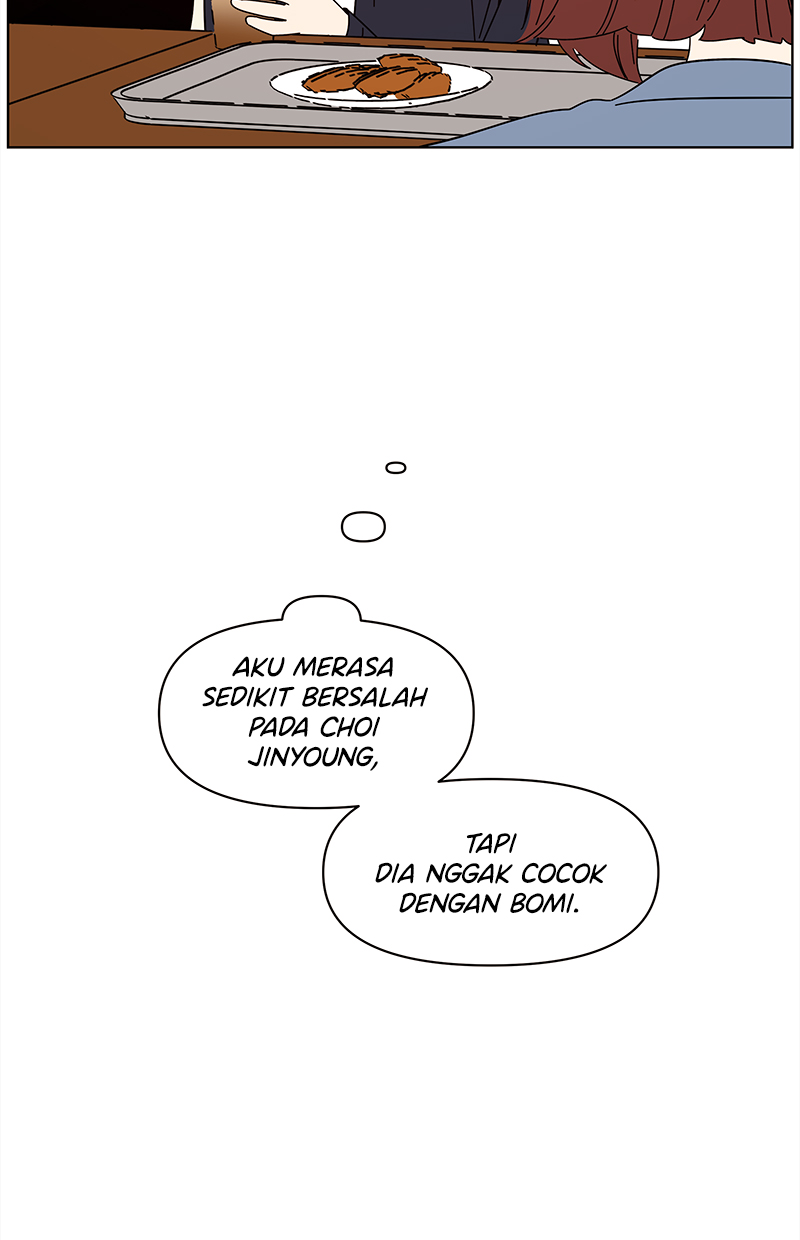 AKU MERASA
SEDIKIT BERSALAH
PADA CHOI
JINYOUNG,
TAPI
DIA NGGAK COCOK
DENGAN BOMI.